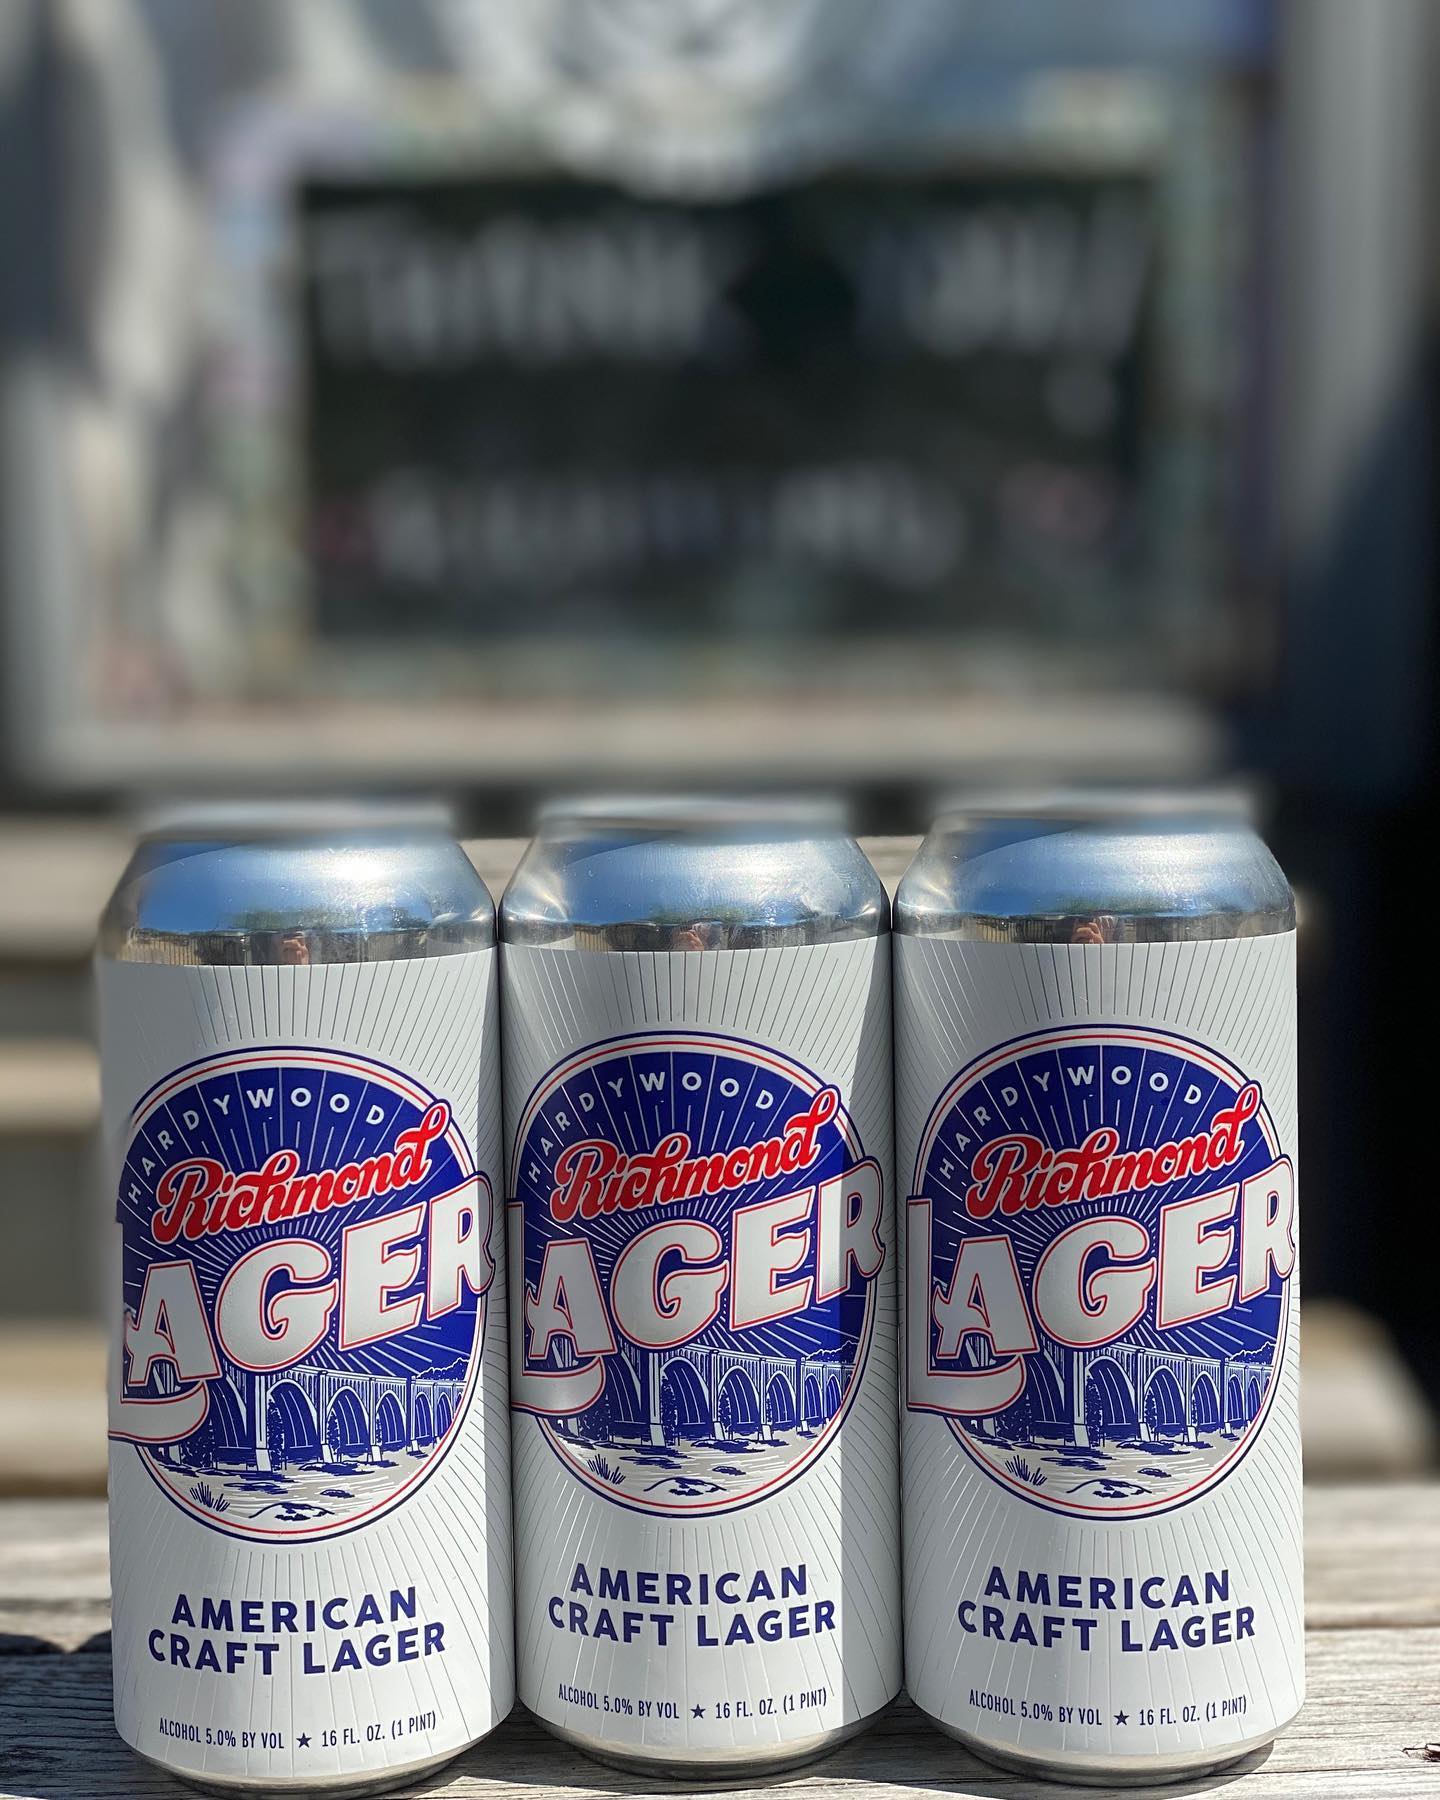 THANK YOU
HARDYWOOD
Richmond
LAGER
AMERICAN
CRAFT LAGER
ALCOHOL 5.0% BY VOL ★ 16 FL. OZ. (1 PINT)
HARDYWOOD
Richmond
LAGER
AMERICAN
CRAFT LAGER
ALCOHOL 5.0% BY VOL ★ 16 FL. OZ. (1 PINT)
HARDYWOOD
Richmond
LAGER
AMERICAN
CRAFT LAGER
ALCOHOL 5.0% BY VOL ★ 16 FL. OZ. (1 PINT)